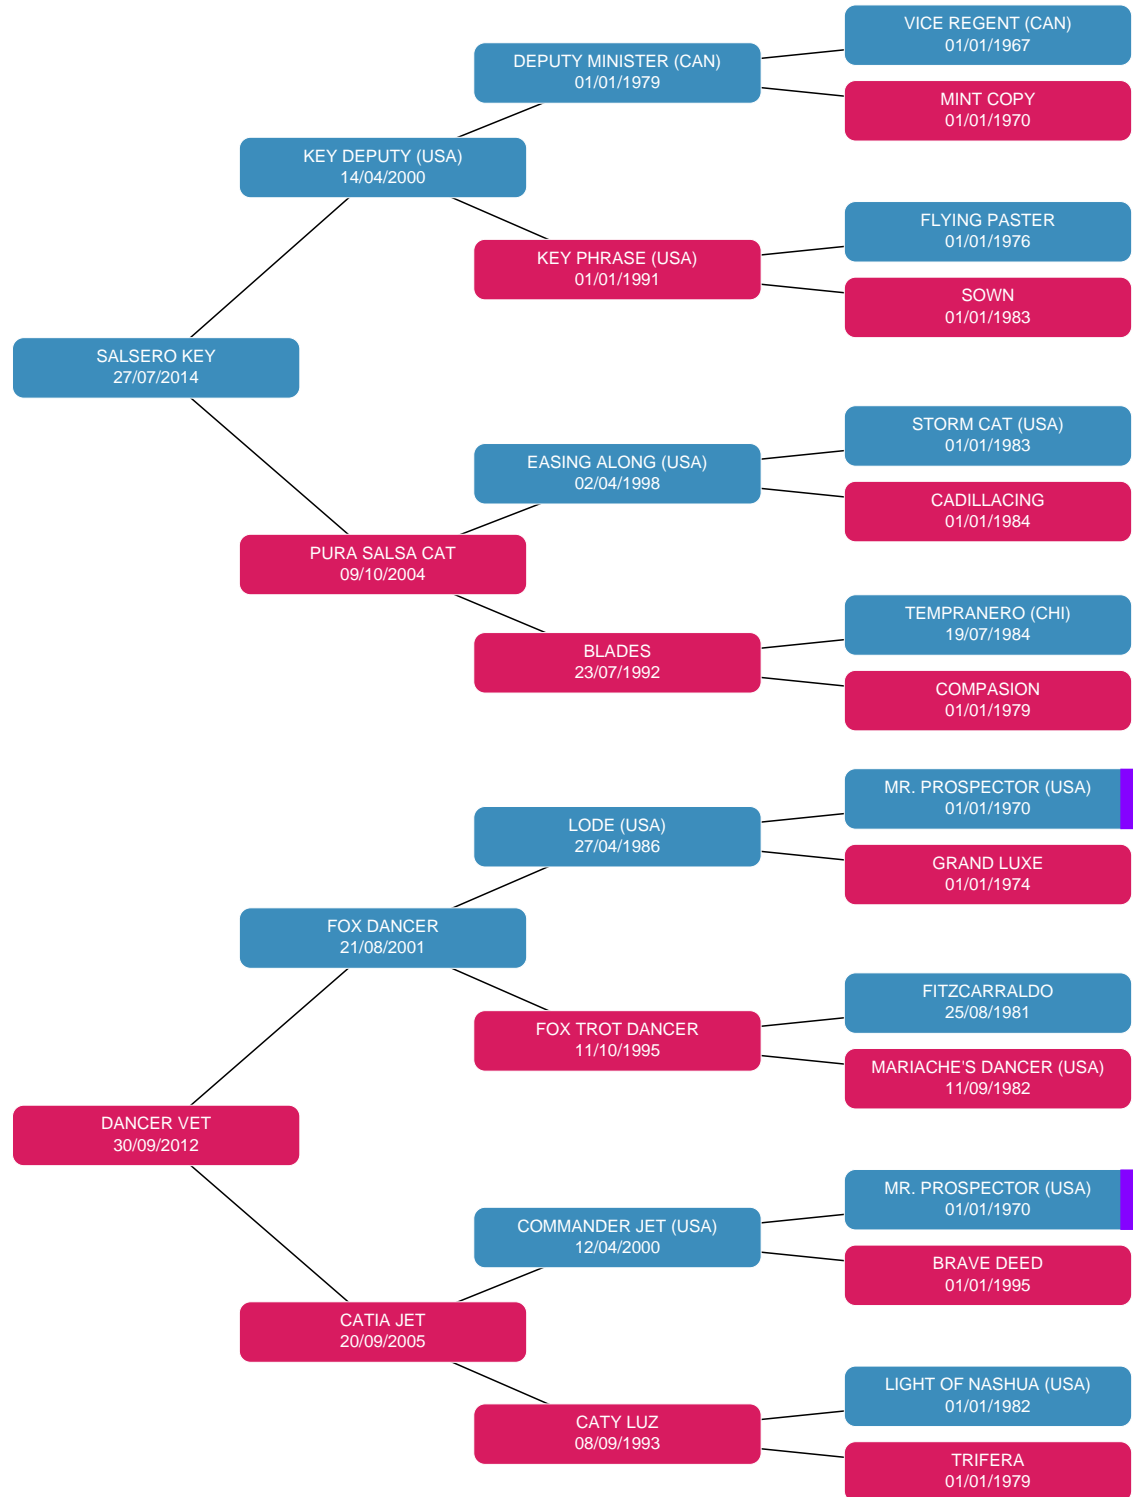 VICE REGENT (CAN)
01/01/1967
DEPUTY MINISTER (CAN)
01/01/1979
MINT COPY
01/01/1970
KEY DEPUTY (USA)
14/04/2000
FLYING PASTER
01/01/1976
KEY PHRASE (USA)
01/01/1991
SOWN
01/01/1983
SALSERO KEY
27/07/2014
STORM CAT (USA)
01/01/1983
EASING ALONG (USA)
02/04/1998
CADILLACING
01/01/1984
PURA SALSA CAT
09/10/2004
TEMPRANERO (CHI)
19/07/1984
BLADES
23/07/1992
COMPASION
01/01/1979
MR. PROSPECTOR (USA)
01/01/1970
LODE (USA)
27/04/1986
GRAND LUXE
01/01/1974
FOX DANCER
21/08/2001
FITZCARRALDO
25/08/1981
FOX TROT DANCER
11/10/1995
MARIACHE'S DANCER (USA)
11/09/1982
DANCER VET
30/09/2012
MR. PROSPECTOR (USA)
01/01/1970
COMMANDER JET (USA)
12/04/2000
BRAVE DEED
01/01/1995
CATIA JET
20/09/2005
LIGHT OF NASHUA (USA)
01/01/1982
CATY LUZ
08/09/1993
TRIFERA
01/01/1979